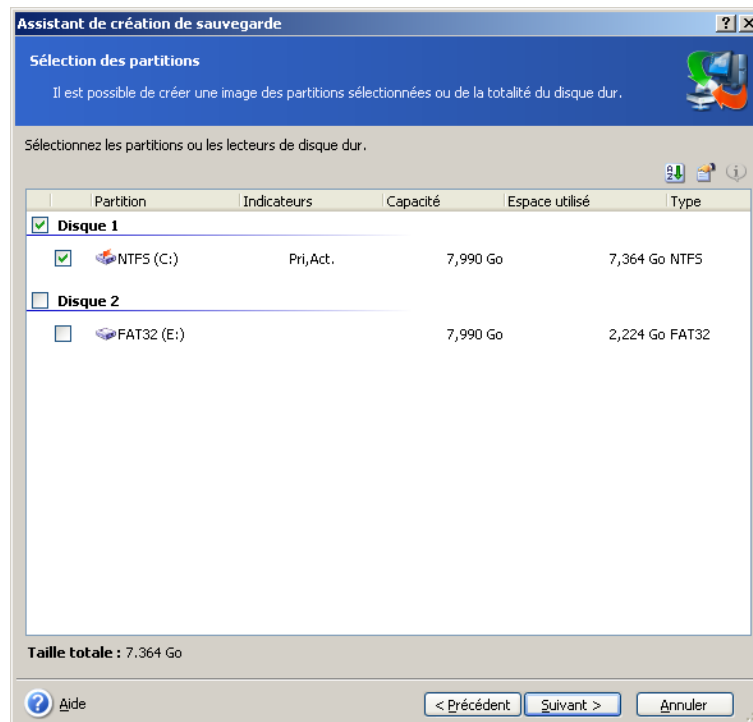 Assistant de création de sauvegarde
Sélection des partitions
Il est possible de créer une image des partitions sélectionnées ou de la totalité du disque dur.
Sélectionnez les partitions ou les lecteurs de disque dur.
Partition Indicateurs Capacité Espace utilisé Type
Disque 1
NTFS (C:) Pri,Act. 7,990 Go 7,364 Go NTFS
Disque 2
FAT32 (E:) 7,990 Go 2,224 Go FAT32
Taille totale : 7.364 Go
Aide < Précédent Suivant > Annuler